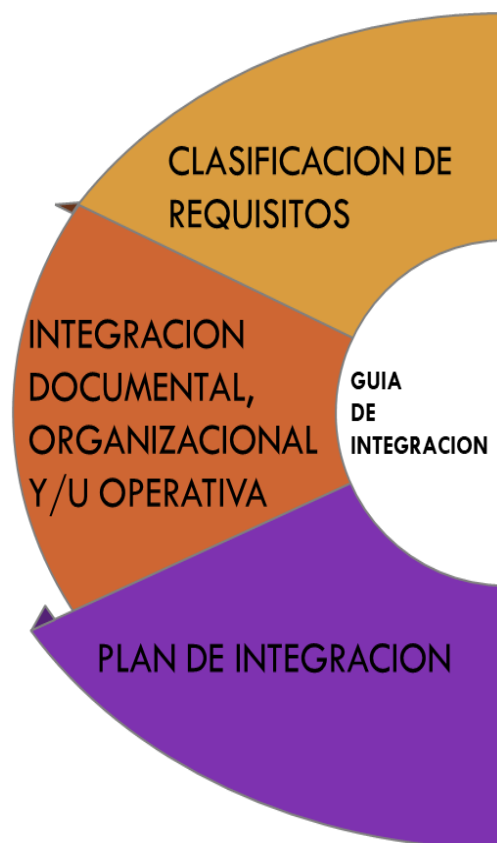 CLASIFICACION DE
REQUISITOS
INTEGRACION
DOCUMENTAL,
ORGANIZACIONAL
Y/U OPERATIVA
GUIA
DE
INTEGRACION
PLAN DE INTEGRACION